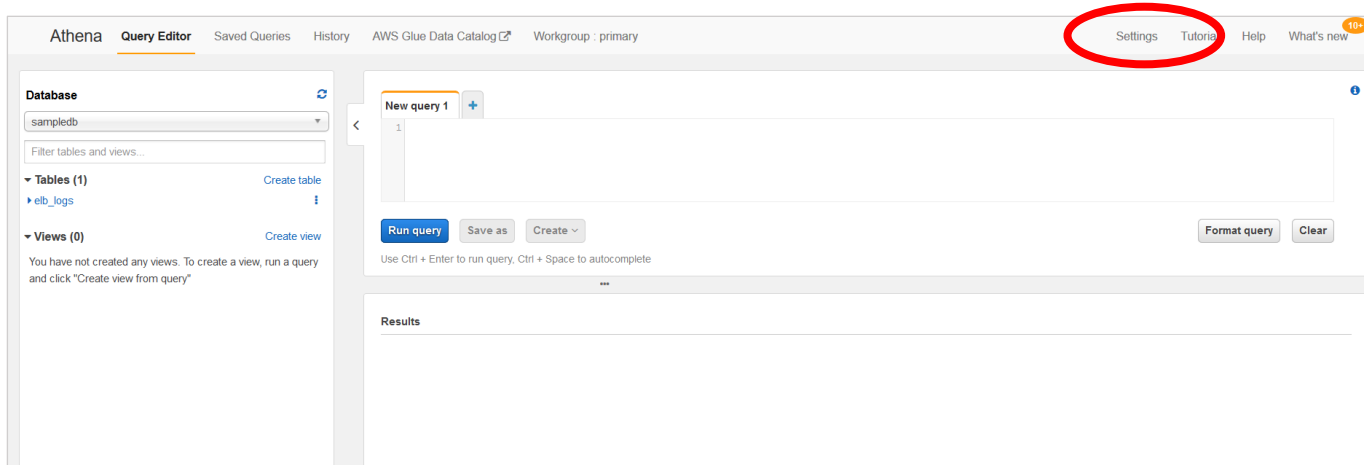 Athena Query Editor Saved Queries History AWS Glue Data Catalog Workgroup : primary Settings Tutorial Help What's new 10+
Database
sampledb
Filter tables and views...
Tables (1) Create table
elb_logs
Views (0) Create view
You have not created any views. To create a view, run a query
and click "Create view from query"
New query 1 +
1
Run query Save as Create Format query Clear
Use Ctrl + Enter to run query, Ctrl + Space to autocomplete
Results